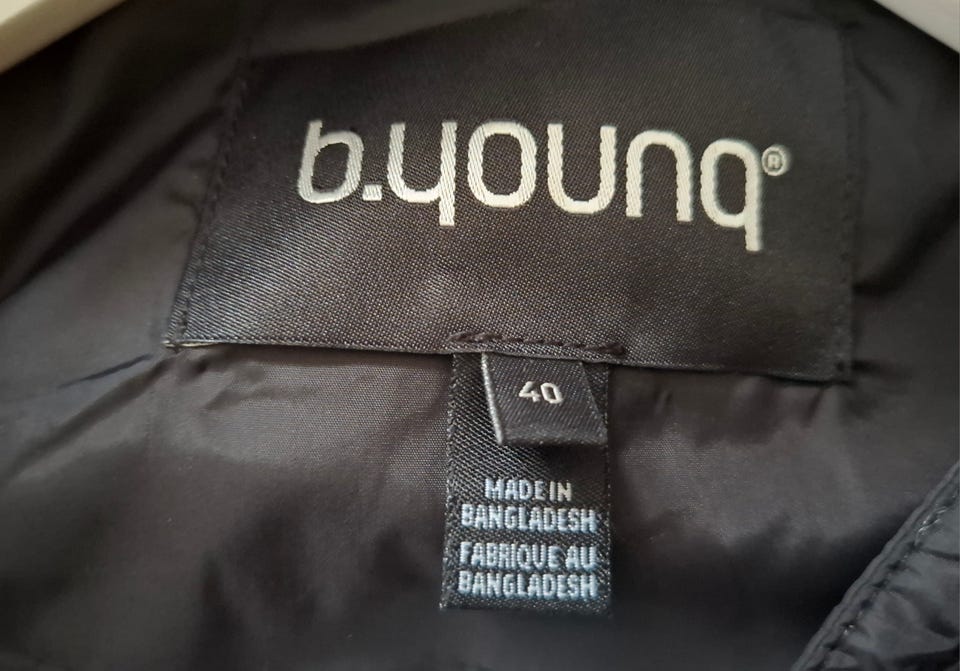 b.young®
40
MADE IN
BANGLADESH
FABRIQUE AU
BANGLADESH